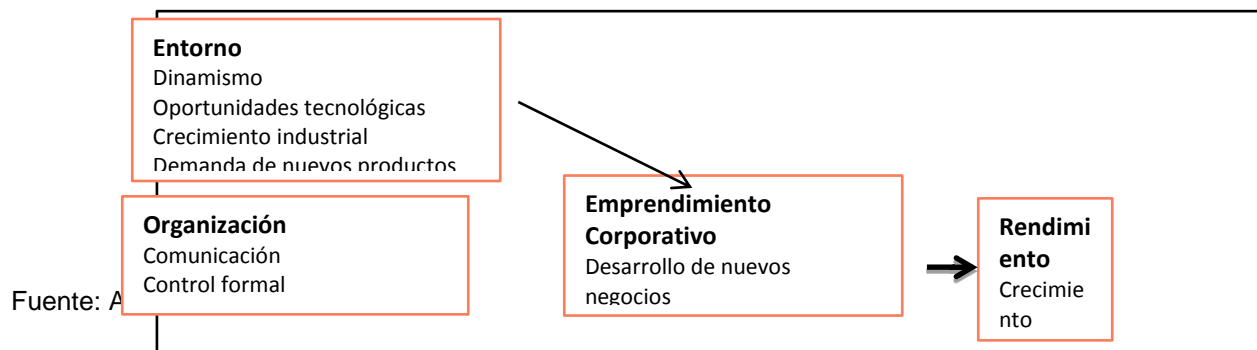 Entorno
Dinamismo
Oportunidades tecnológicas
Crecimiento industrial
Demanda de nuevos productos
Organización
Comunicación
Control formal
Emprendimiento
Corporativo
Desarrollo de nuevos
negocios
Rendimi
ento
Crecimie
nto
Fuente: A